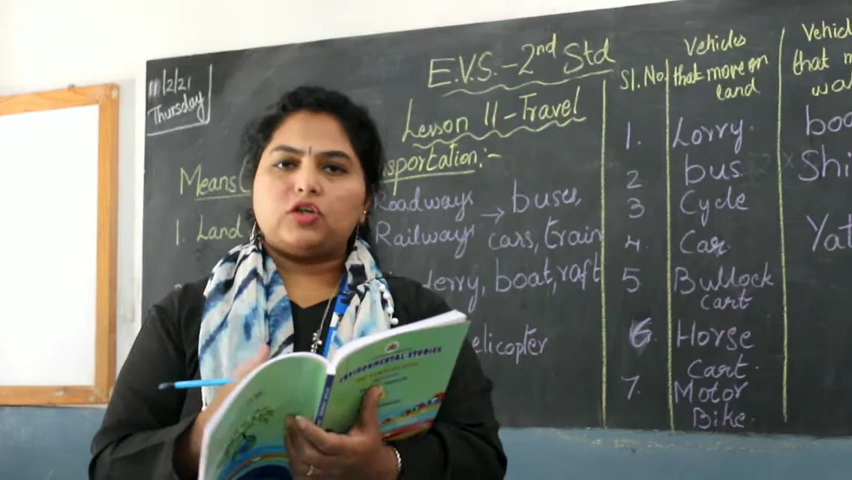 11/2/21
Thursday
E.V.S. - 2nd Std
Lesson 11 - Travel
Means
sportation :-
1. Land
Roadways → buses,
Railways cars, train
ferry, boat, raft
elicopter
Sl. No.
Vehicles
that move on
land
Vehicl
that m
wa
1. Lorry.
2 bus
3 Cycle
4. Car
5 Bullock
cart
6 Horse
Cart.
7. Motor
Bike.
boa
Shi
Yat
ENVIRONMENTAL STUDIES